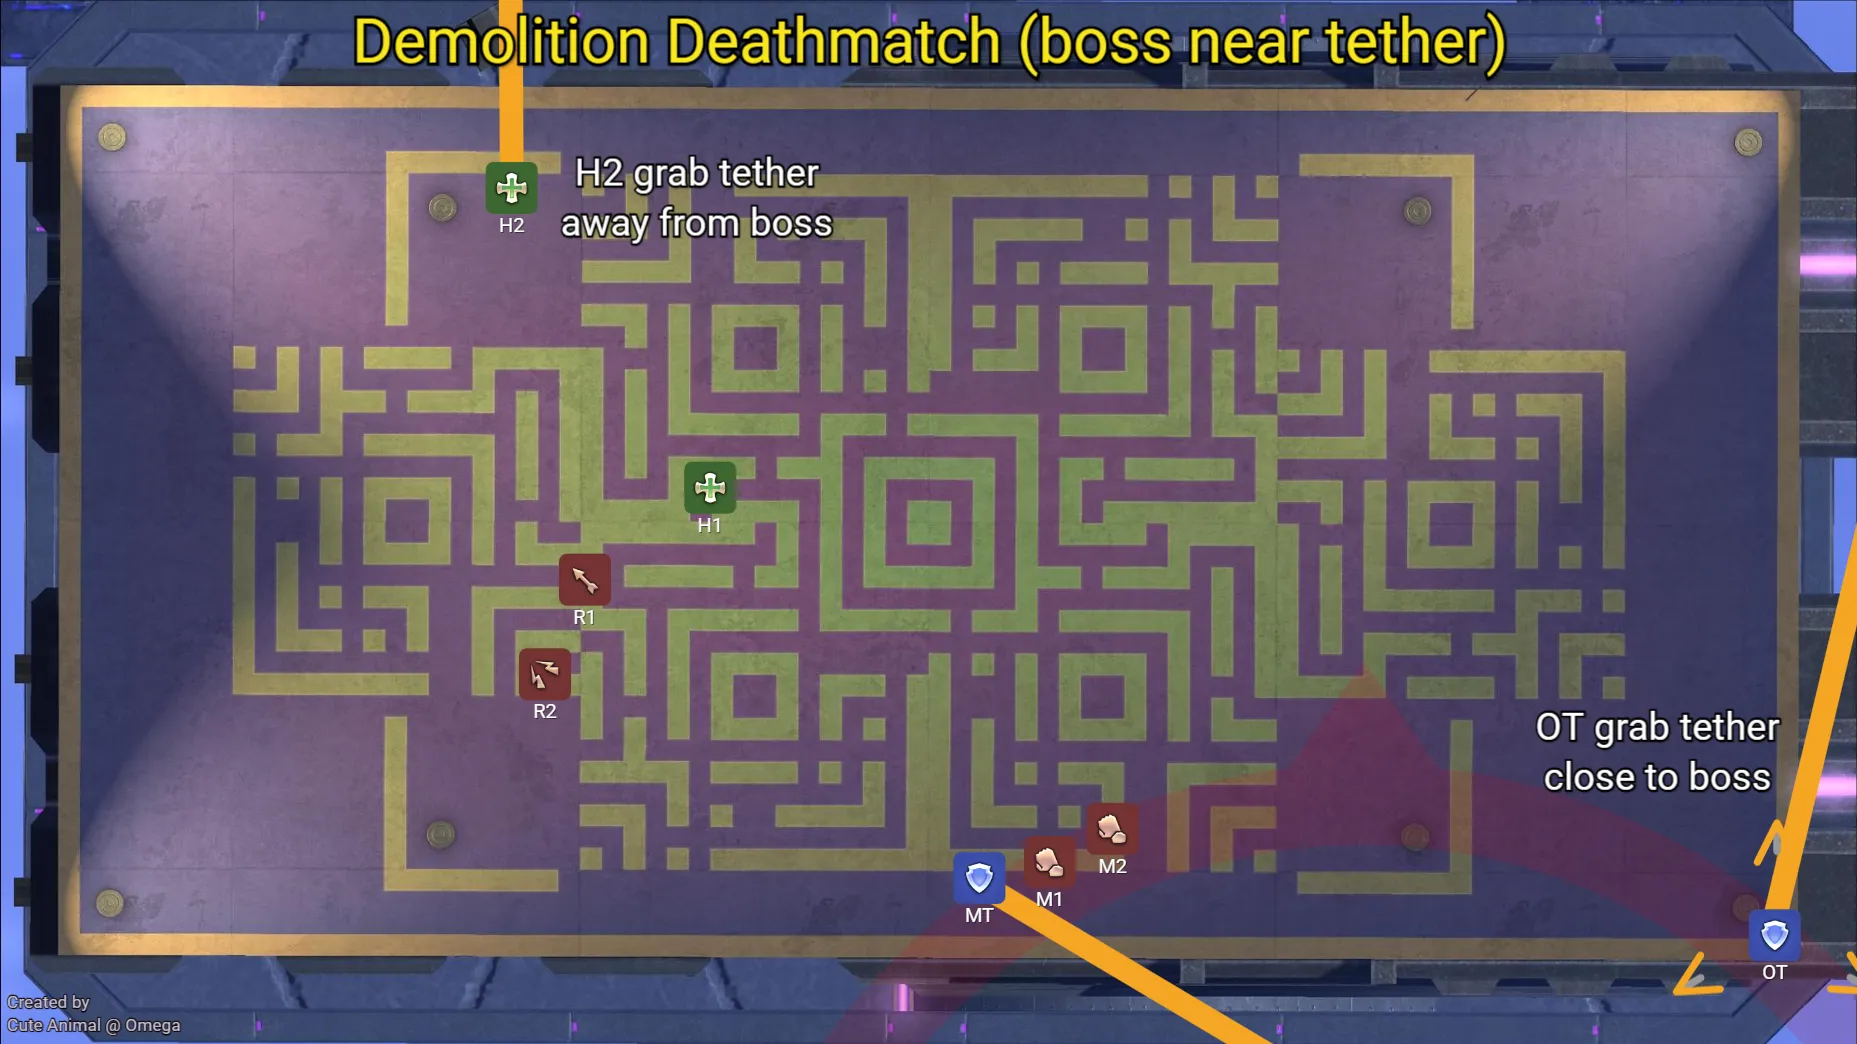 Demolition Deathmatch (boss near tether)
H2 grab tether
away from boss
H2
H1
R1
R2
OT grab tether
close to boss
M2
M1
MT
OT
Created by
Cute Animal @ Omega